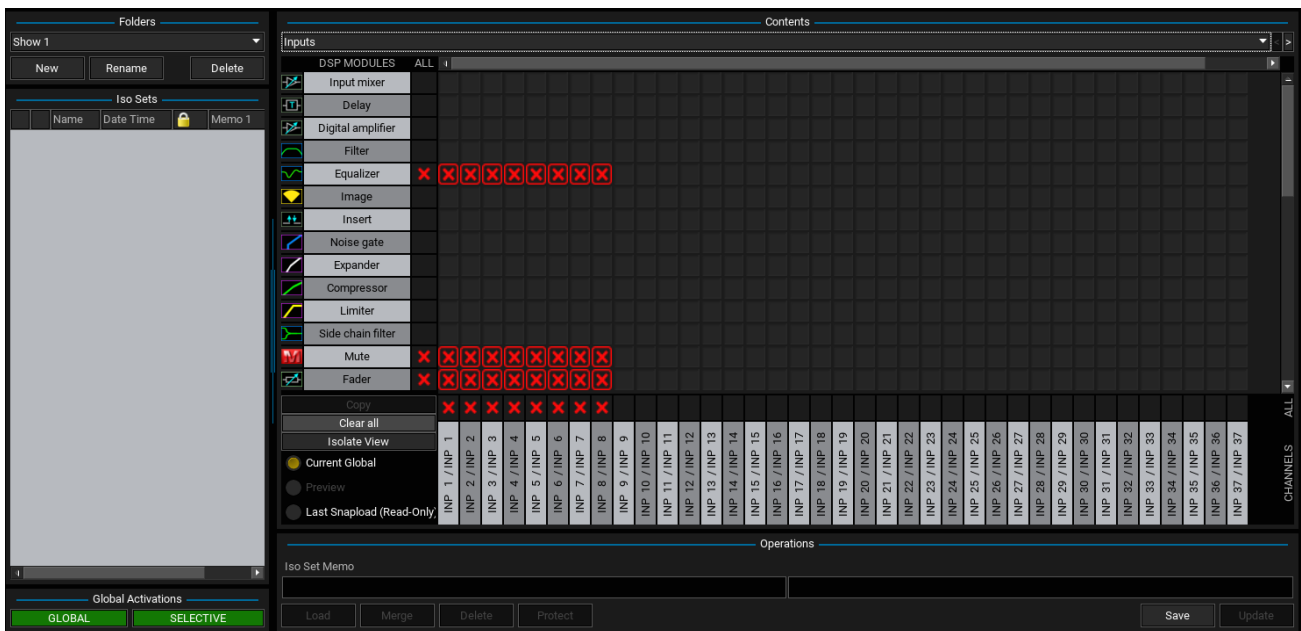 Folders
Show 1
New Rename Delete
Iso Sets
Name Date Time Memo 1
Global Activations
GLOBAL SELECTIVE
Contents
Inputs
DSP MODULES ALL
Input mixer
Delay
Digital amplifier
Filter
Equalizer
Image
Insert
Noise gate
Expander
Compressor
Limiter
Side chain filter
Mute
Fader
Copy
Clear all
Isolate View
Current Global
Preview
Last Snapload (Read-Only)
INP 1 / INP 1
INP 2 / INP 2
INP 3 / INP 3
INP 4 / INP 4
INP 5 / INP 5
INP 6 / INP 6
INP 7 / INP 7
INP 8 / INP 8
INP 9 / INP 9
INP 10 / INP 10
INP 11 / INP 11
INP 12 / INP 12
INP 13 / INP 13
INP 14 / INP 14
INP 15 / INP 15
INP 16 / INP 16
INP 17 / INP 17
INP 18 / INP 18
INP 19 / INP 19
INP 20 / INP 20
INP 21 / INP 21
INP 22 / INP 22
INP 23 / INP 23
INP 24 / INP 24
INP 25 / INP 25
INP 26 / INP 26
INP 27 / INP 27
INP 28 / INP 28
INP 29 / INP 29
INP 30 / INP 30
INP 31 / INP 31
INP 32 / INP 32
INP 33 / INP 33
INP 34 / INP 34
INP 35 / INP 35
INP 36 / INP 36
INP 37 / INP 37
CHANNELS ALL
Operations
Iso Set Memo
Load Merge Delete Protect Save Update